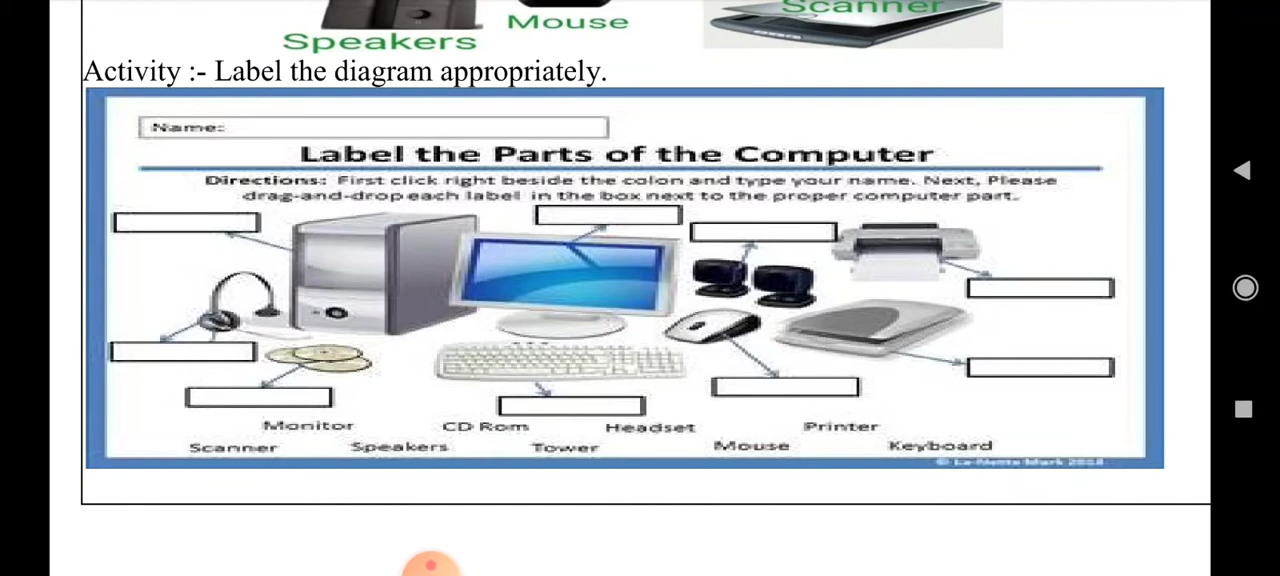 Scanner
Mouse
Speakers
Activity :- Label the diagram appropriately.
Name:
Label the Parts of the Computer
Directions: First click right beside the colon and type your name. Next, Please
drag-and-drop each label in the box next to the proper computer part.
Monitor CD Rom Headset Printer
Scanner Speakers Tower Mouse Keyboard